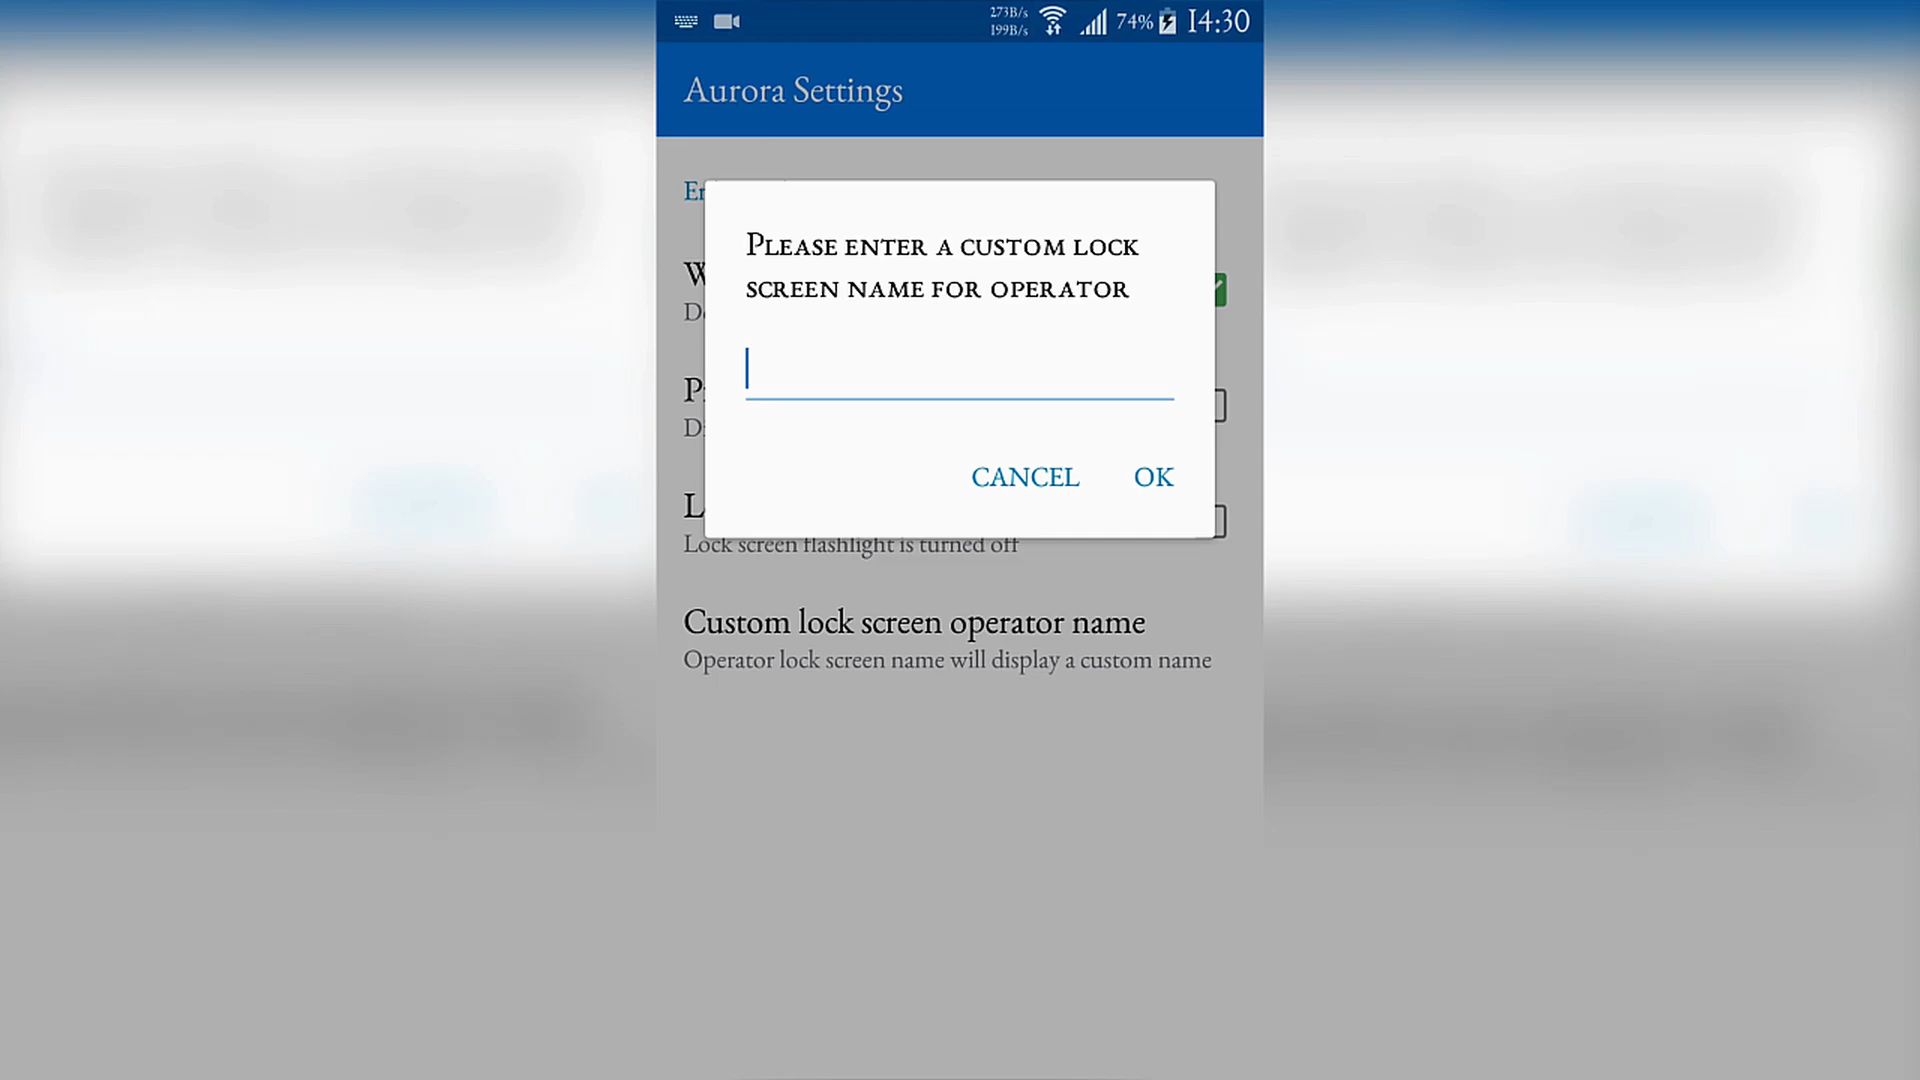 273B/s
199B/s
74%
14:30
Aurora Settings
PLEASE ENTER A CUSTOM LOCK
SCREEN NAME FOR OPERATOR
CANCEL OK
Lock screen flashlight is turned off
Custom lock screen operator name
Operator lock screen name will display a custom name